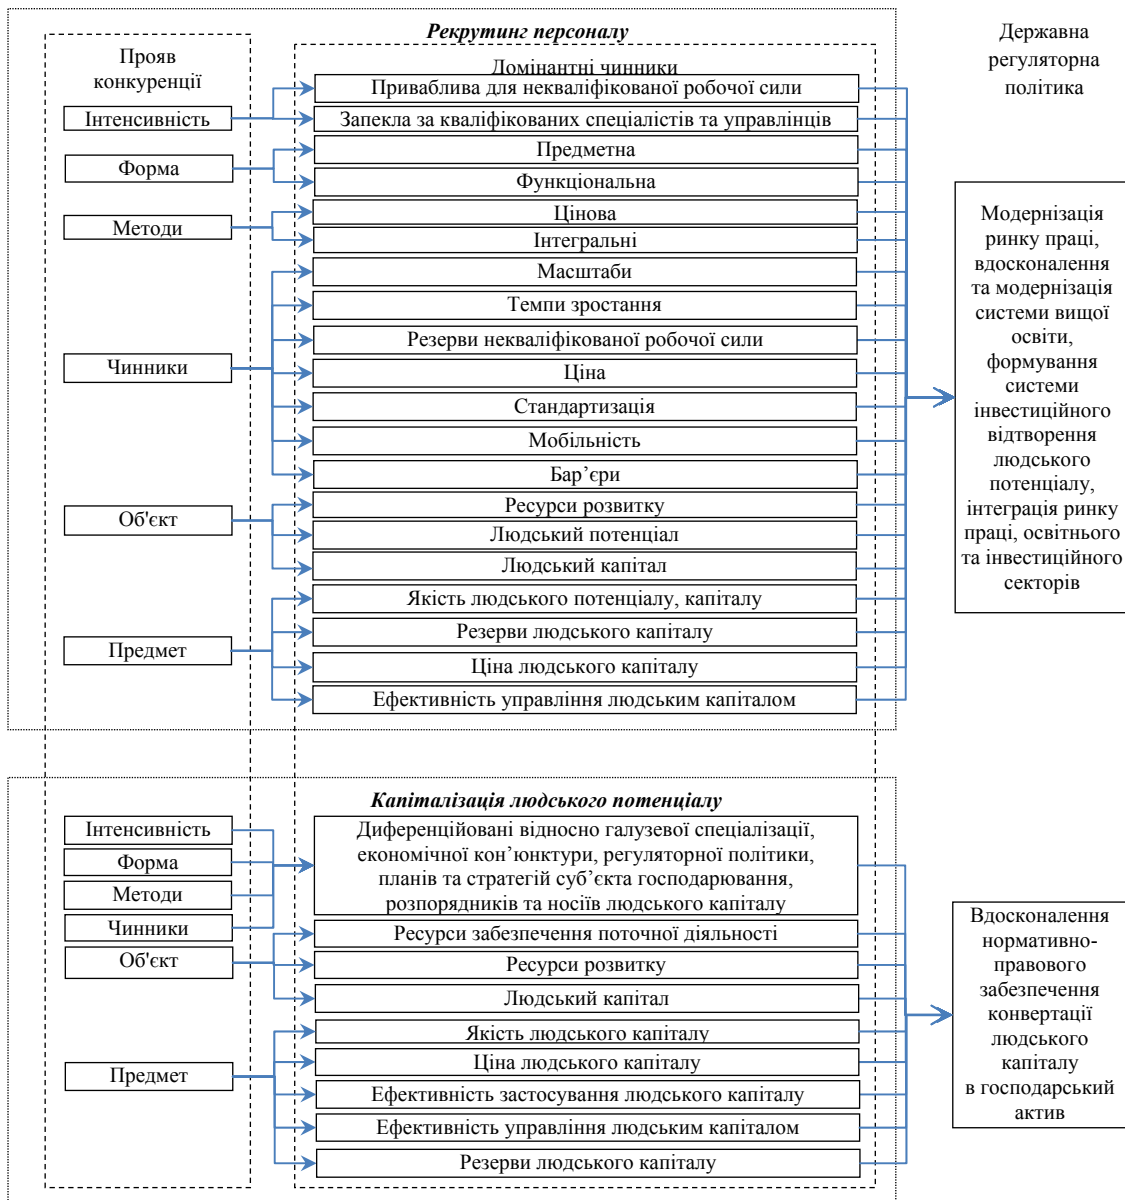 Рекрутинг персоналу
Прояв
конкуренції
Домінантні чинники
Державна
регуляторна
політика
Інтенсивність
Приваблива для некваліфікованої робочої сили
Запекла за кваліфікованих спеціалістів та управлінців
Форма
Предметна
Функціональна
Методи
Цінова
Інтегральні
Чинники
Масштаби
Темпи зростання
Резерви некваліфікованої робочої сили
Ціна
Стандартизація
Мобільність
Бар’єри
Об'єкт
Ресурси розвитку
Людський потенціал
Людський капітал
Предмет
Якість людського потенціалу, капіталу
Резерви людського капіталу
Ціна людського капіталу
Ефективність управління людським капіталом
Модернізація
ринку праці,
вдосконалення
та модернізація
системи вищої
освіти,
формування
системи
інвестиційного
відтворення
людського
потенціалу,
інтеграція ринку
праці, освітнього
та інвестиційного
секторів
Капіталізація людського потенціалу
Інтенсивність
Форма
Методи
Чинники
Диференційовані відносно галузевої спеціалізації,
економічної кон’юнктури, регуляторної політики,
планів та стратегій суб’єкта господарювання,
розпорядників та носіїв людського капіталу
Об'єкт
Ресурси забезпечення поточної діяльності
Ресурси розвитку
Людський капітал
Предмет
Якість людського капіталу
Ціна людського капіталу
Ефективність застосування людського капіталу
Ефективність управління людським капіталом
Резерви людського капіталу
Вдосконалення
нормативно-
правового
забезпечення
конвертації
людського
капіталу
в господарський
актив